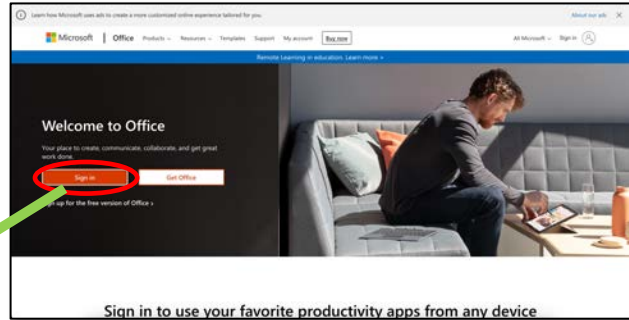 Learn how Microsoft uses ads to create a more customized online experience tailored for you. About our ads
Microsoft Office Products Resources Templates Support My account Buy now All Microsoft Sign in
Remote Learning in education. Learn more >
Welcome to Office
Your place to create, communicate, collaborate, and get great
work done.
Sign in Get Office
Sign up for the free version of Office >
Sign in to use your favorite productivity apps from any device